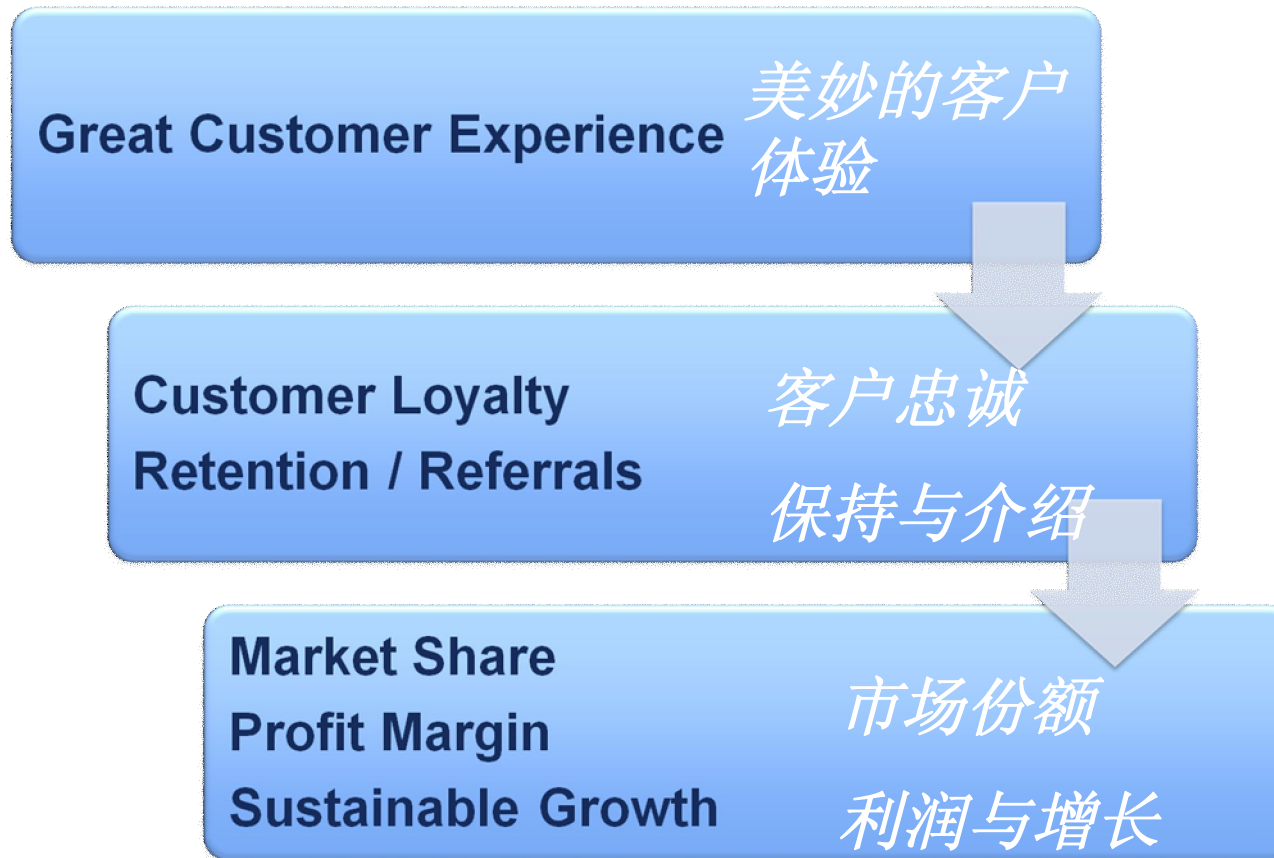 Great Customer Experience
美妙的客户
体验
Customer Loyalty
Retention / Referrals
客户忠诚
保持与介绍
Market Share
Profit Margin
Sustainable Growth
市场份额
利润与增长